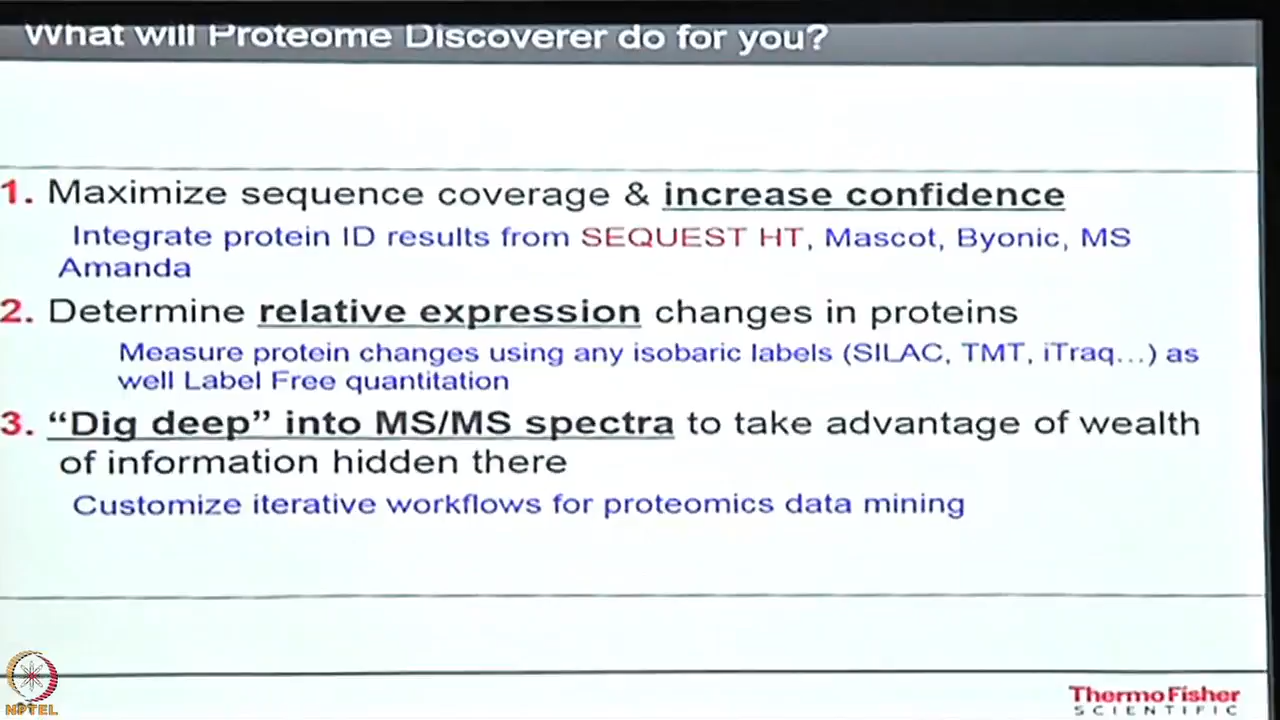 What will Proteome Discoverer do for you?
1. Maximize sequence coverage & increase confidence
Integrate protein ID results from SEQUEST HT, Mascot, Byonic, MS
Amanda
2. Determine relative expression changes in proteins
Measure protein changes using any isobaric labels (SILAC, TMT, iTraq...) as
well Label Free quantitation
3. “Dig deep” into MS/MS spectra to take advantage of wealth
of information hidden there
Customize iterative workflows for proteomics data mining
NPTEL
ThermoFisher
SCIENTIFIC